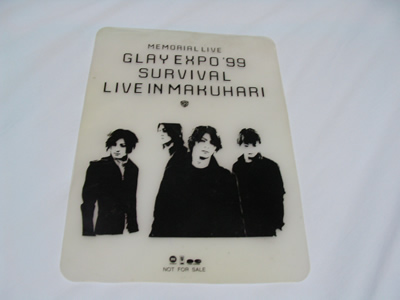 MEMORIAL LIVE
GLAY EXPO '99
SURVIVAL
LIVE IN MAKUHARI
NOT FOR SALE